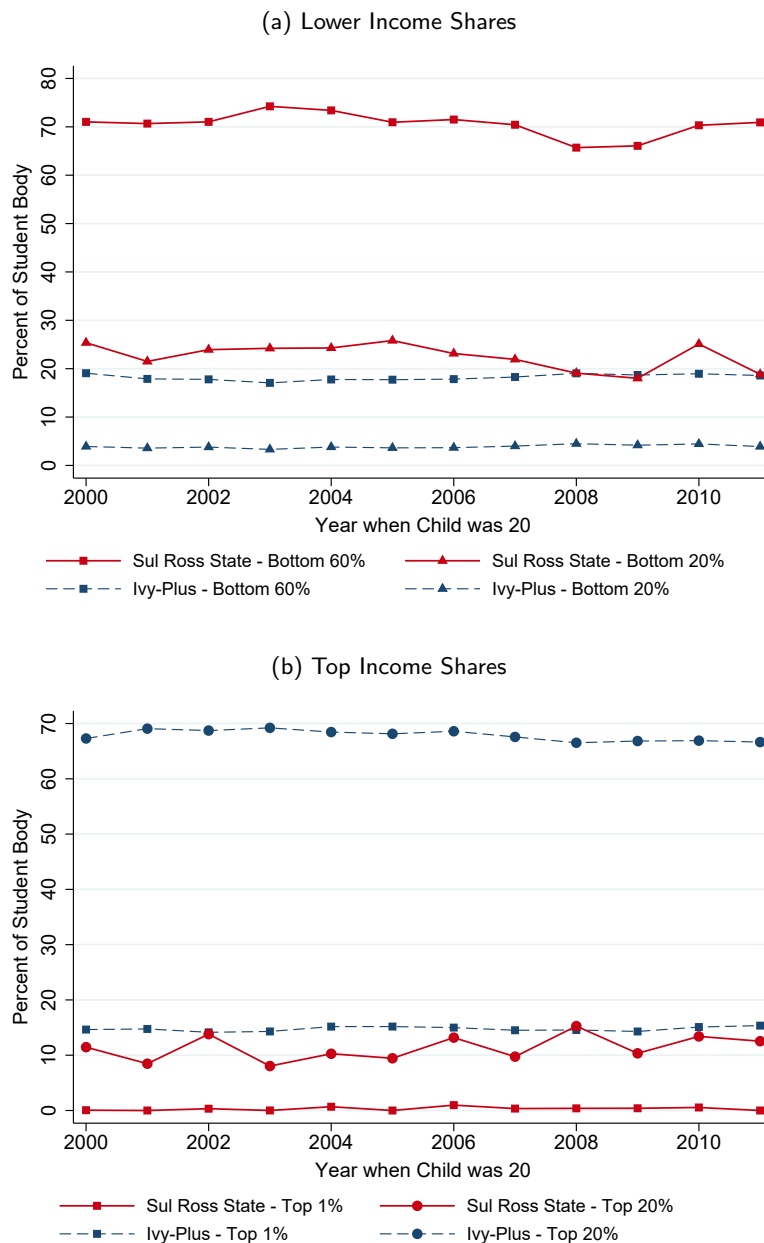 (a) Lower Income Shares
80
70
60
50
40
30
20
10
0
Percent of Student Body
2000 2002 2004 2006 2008 2010
Year when Child was 20
Sul Ross State - Bottom 60% Sul Ross State - Bottom 20%
Ivy-Plus - Bottom 60% Ivy-Plus - Bottom 20%
(b) Top Income Shares
70
60
50
40
30
20
10
0
Percent of Student Body
2000 2002 2004 2006 2008 2010
Year when Child was 20
Sul Ross State - Top 1% Sul Ross State - Top 20%
Ivy-Plus - Top 1% Ivy-Plus - Top 20%